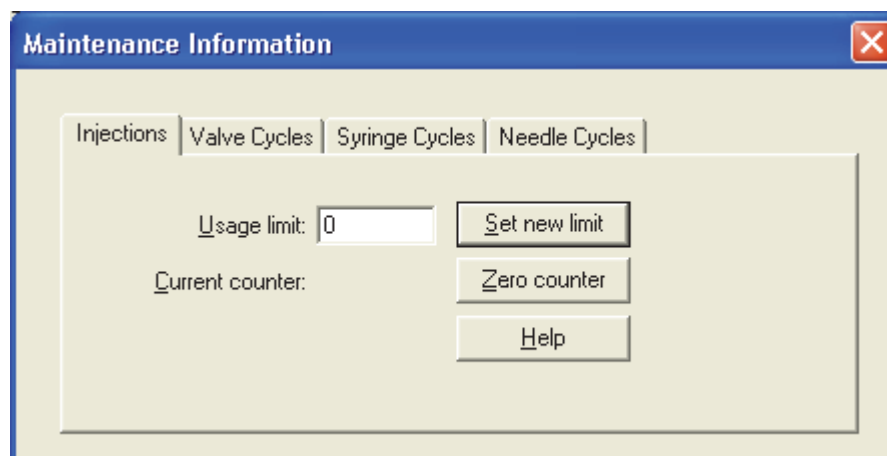 Maintenance Information
Injections Valve Cycles Syringe Cycles Needle Cycles
Usage limit: 0 Set new limit
Current counter: Zero counter
Help